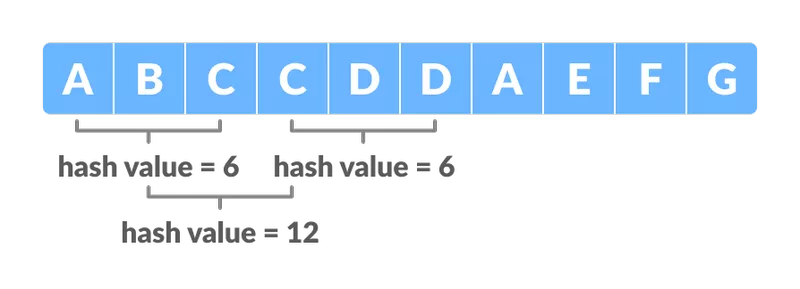 A B C C D D A E F G
hash value = 6 hash value = 6
hash value = 12